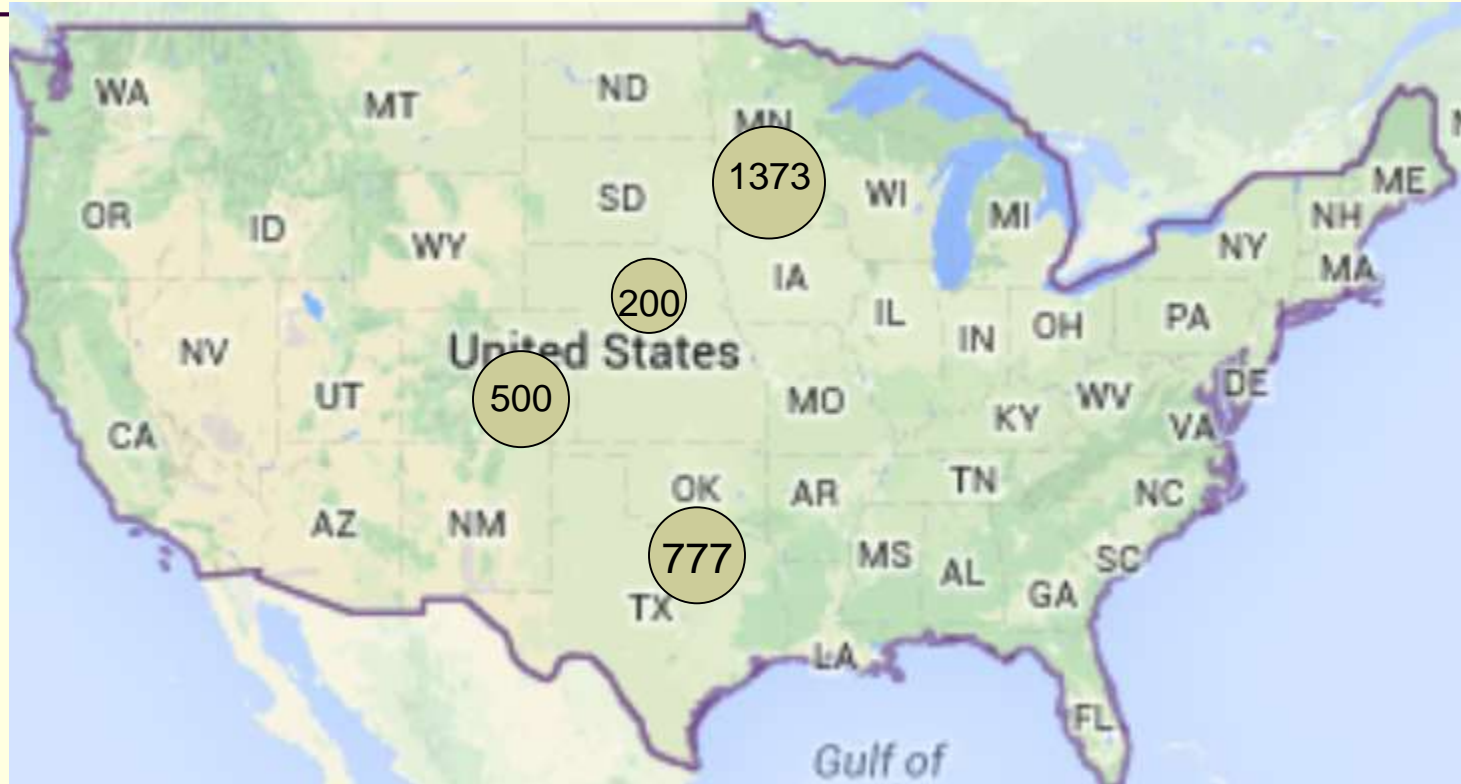 WA
MT
ND
MN
1373
OR
ID
WY
SD
WI
MI
ME
NH
NY
MA
IA
200
NV
United States
IL
IN
OH
PA
UT
500
MO
KY
WV
DE
VA
CA
OK
AR
TN
NC
AZ
NM
777
MS
AL
SC
GA
TX
LA
FL
Gulf of